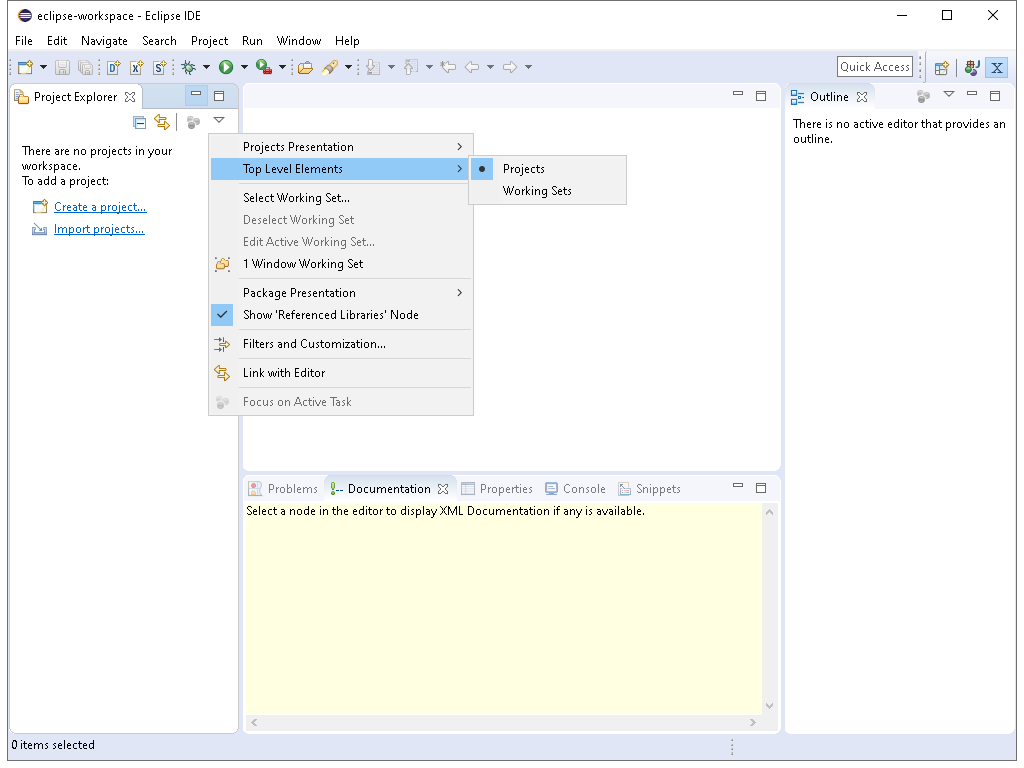 eclipse-workspace - Eclipse IDE
File Edit Navigate Search Project Run Window Help
Quick Access
Project Explorer
There are no projects in your
workspace.
To add a project:
Create a project...
Import projects...
Projects Presentation
Top Level Elements
Select Working Set...
Deselect Working Set
Edit Active Working Set...
1 Window Working Set
Package Presentation
Show 'Referenced Libraries' Node
Filters and Customization...
Link with Editor
Focus on Active Task
Projects
Working Sets
Outline
There is no active editor that provides an
outline.
Problems Documentation Properties Console Snippets
Select a node in the editor to display XML Documentation if any is available.
0 items selected